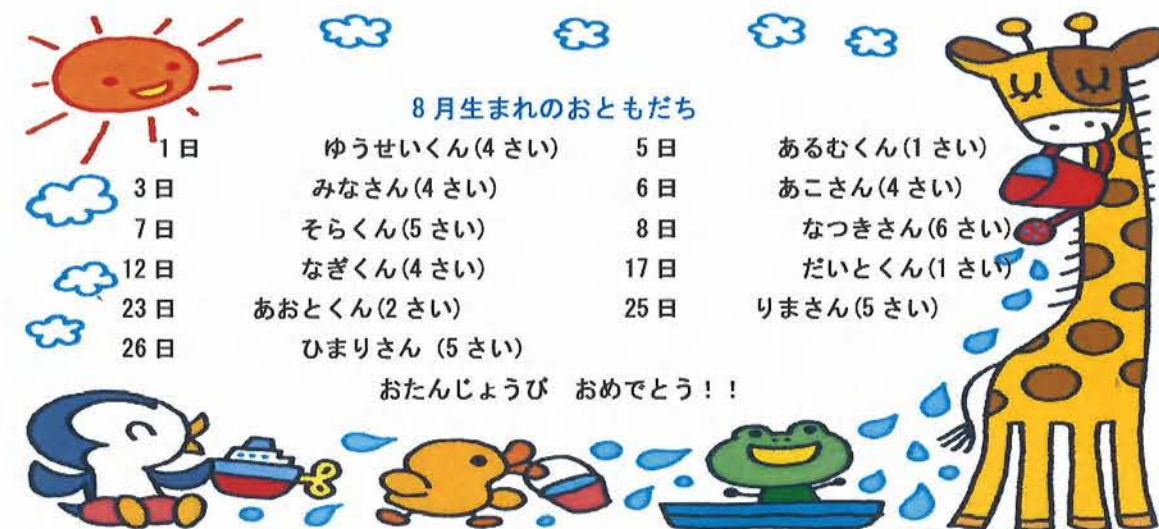 8月生まれのおともだち
1日 ゆうせいくん(4さい) 5日 あるむくん(1さい)
3日 みなさん(4さい) 6日 あこさん(4さい)
7日 そらくん(5さい) 8日 なつきさん(6さい)
12日 なぎくん(4さい) 17日 だいとくん(1さい)
23日 あおとくん(2さい) 25日 りまさん(5さい)
26日 ひまりさん (5さい)
おたんじょうび おめでとう!!